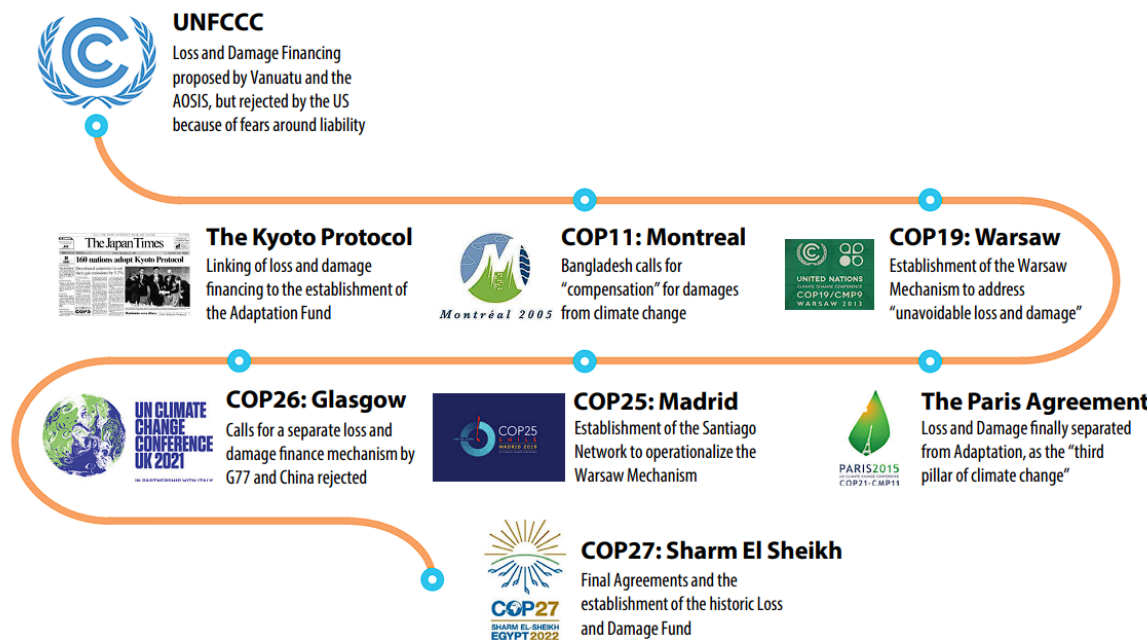 UNFCCC
Loss and Damage Financing
proposed by Vanuatu and the
AOSIS, but rejected by the US
because of fears around liability
The Japan Times
160 nations adopt Kyoto Protocol
The Kyoto Protocol
Linking of loss and damage
financing to the establishment of
the Adaptation Fund
Montréal 2005
COP11: Montreal
Bangladesh calls for
“compensation” for damages
from climate change
UNITED NATIONS
CLIMATE CHANGE CONFERENCE
COP19/CMP9
WARSAW 2013
COP19: Warsaw
Establishment of the Warsaw
Mechanism to address
“unavoidable loss and damage”
UN CLIMATE
CHANGE
CONFERENCE
UK 2021
IN PARTNERSHIP WITH ITALY
COP26: Glasgow
Calls for a separate loss and
damage finance mechanism by
G77 and China rejected
COP25
CHILE
MADRID 2019
COP25: Madrid
Establishment of the Santiago
Network to operationalize the
Warsaw Mechanism
PARIS2015
UN CLIMATE CHANGE CONFERENCE
COP21·CMP11
The Paris Agreement
Loss and Damage finally separated
from Adaptation, as the “third
pillar of climate change”
COP27
SHARM EL-SHEIKH
EGYPT 2022
COP27: Sharm El Sheikh
Final Agreements and the
establishment of the historic Loss
and Damage Fund